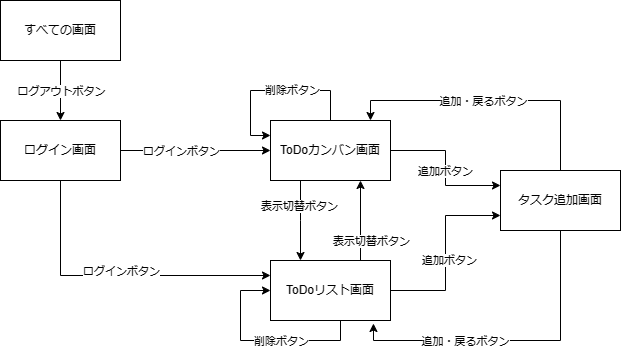 すべての画面
ログアウトボタン
削除ボタン
追加・戻るボタン
ログイン画面
ログインボタン
ToDoカンバン画面
追加ボタン
タスク追加画面
表示切替ボタン
表示切替ボタン
追加ボタン
ログインボタン
ToDoリスト画面
削除ボタン
追加・戻るボタン